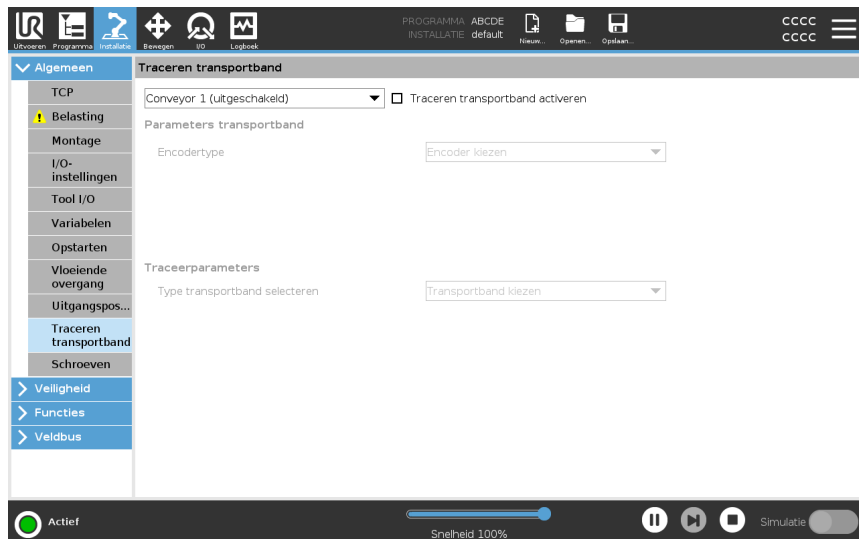 PROGRAMMA ABCDE
INSTALLATIE default
CCCC
CCCC
Uitvoeren Programma Installatie Bewegen I/O Logboek Nieuw... Openen... Opslaan...
Algemeen
TCP
Belasting
Montage
I/O-
instellingen
Tool I/O
Variabelen
Opstarten
Vloeiende
overgang
Uitgangspos...
Traceren
transportband
Schroeven
Veiligheid
Functies
Veldbus
Traceren transportband
Conveyor 1 (uitgeschakeld) Traceren transportband activeren
Parameters transportband
Encodertype Encoder kiezen
Traceerparameters
Type transportband selecteren Transportband kiezen
Actief
Snelheid 100%
Simulatie